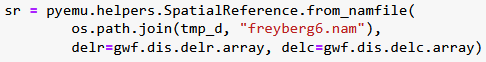 sr = pyemu.helpers.SpatialReference.from_namfile(
os.path.join(tmp_d, "freyberg6.nam"),
delr=gwf.dis.delr.array, delc=gwf.dis.delc.array)